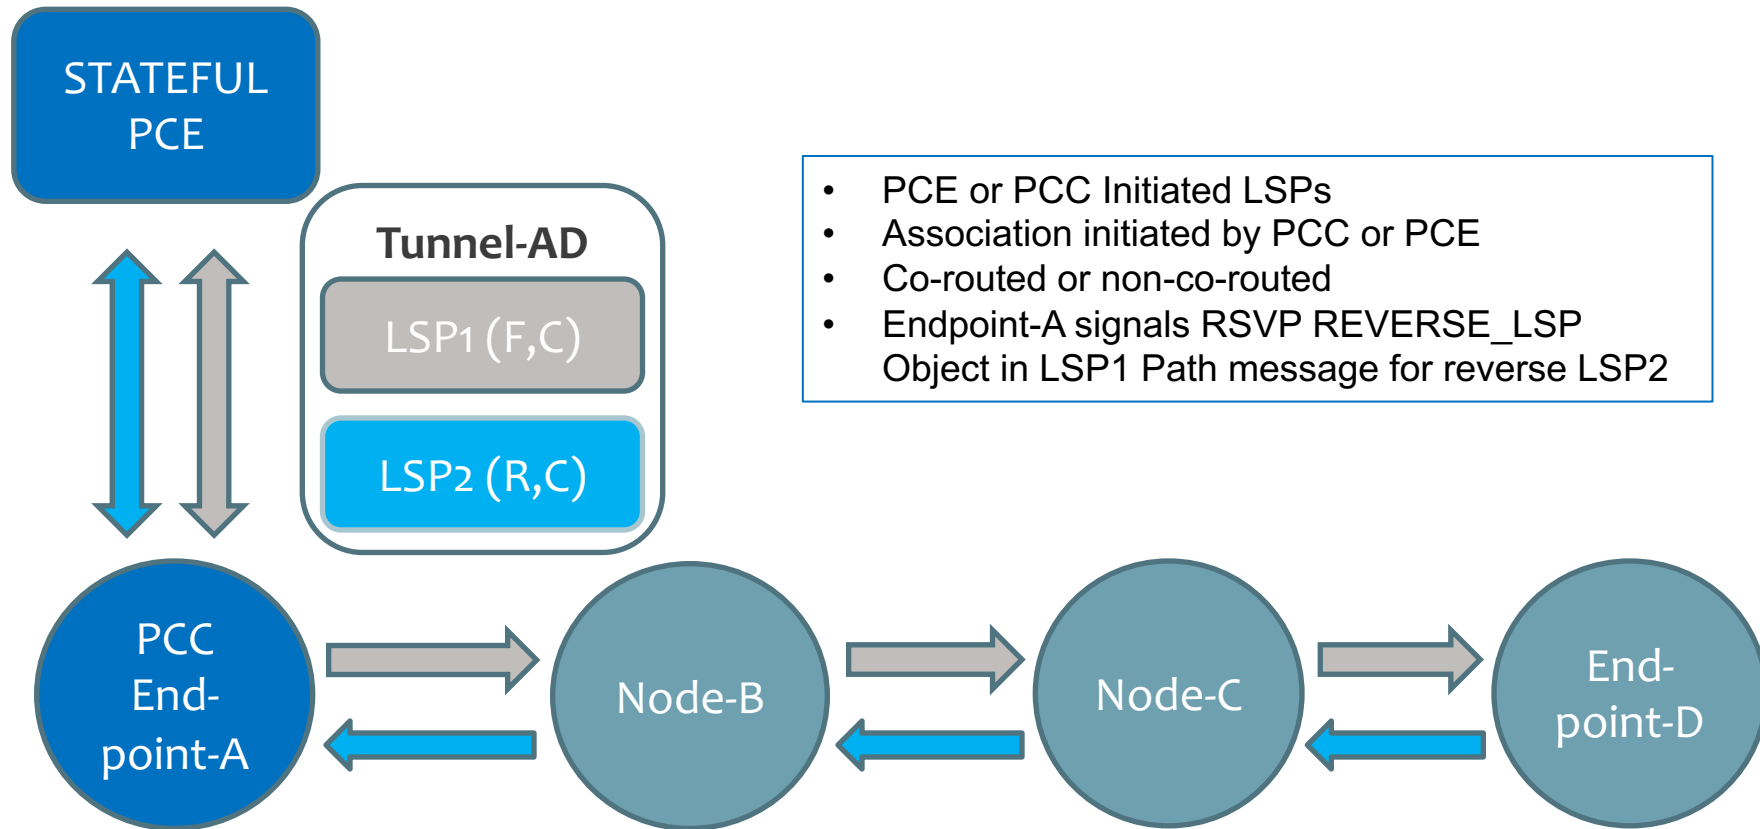 STATEFUL
PCE
Tunnel-AD
LSP1 (F,C)
LSP2 (R,C)
• PCE or PCC Initiated LSPs
• Association initiated by PCC or PCE
• Co-routed or non-co-routed
• Endpoint-A signals RSVP REVERSE_LSP
Object in LSP1 Path message for reverse LSP2
PCC
End-
point-A
Node-B
Node-C
End-
point-D